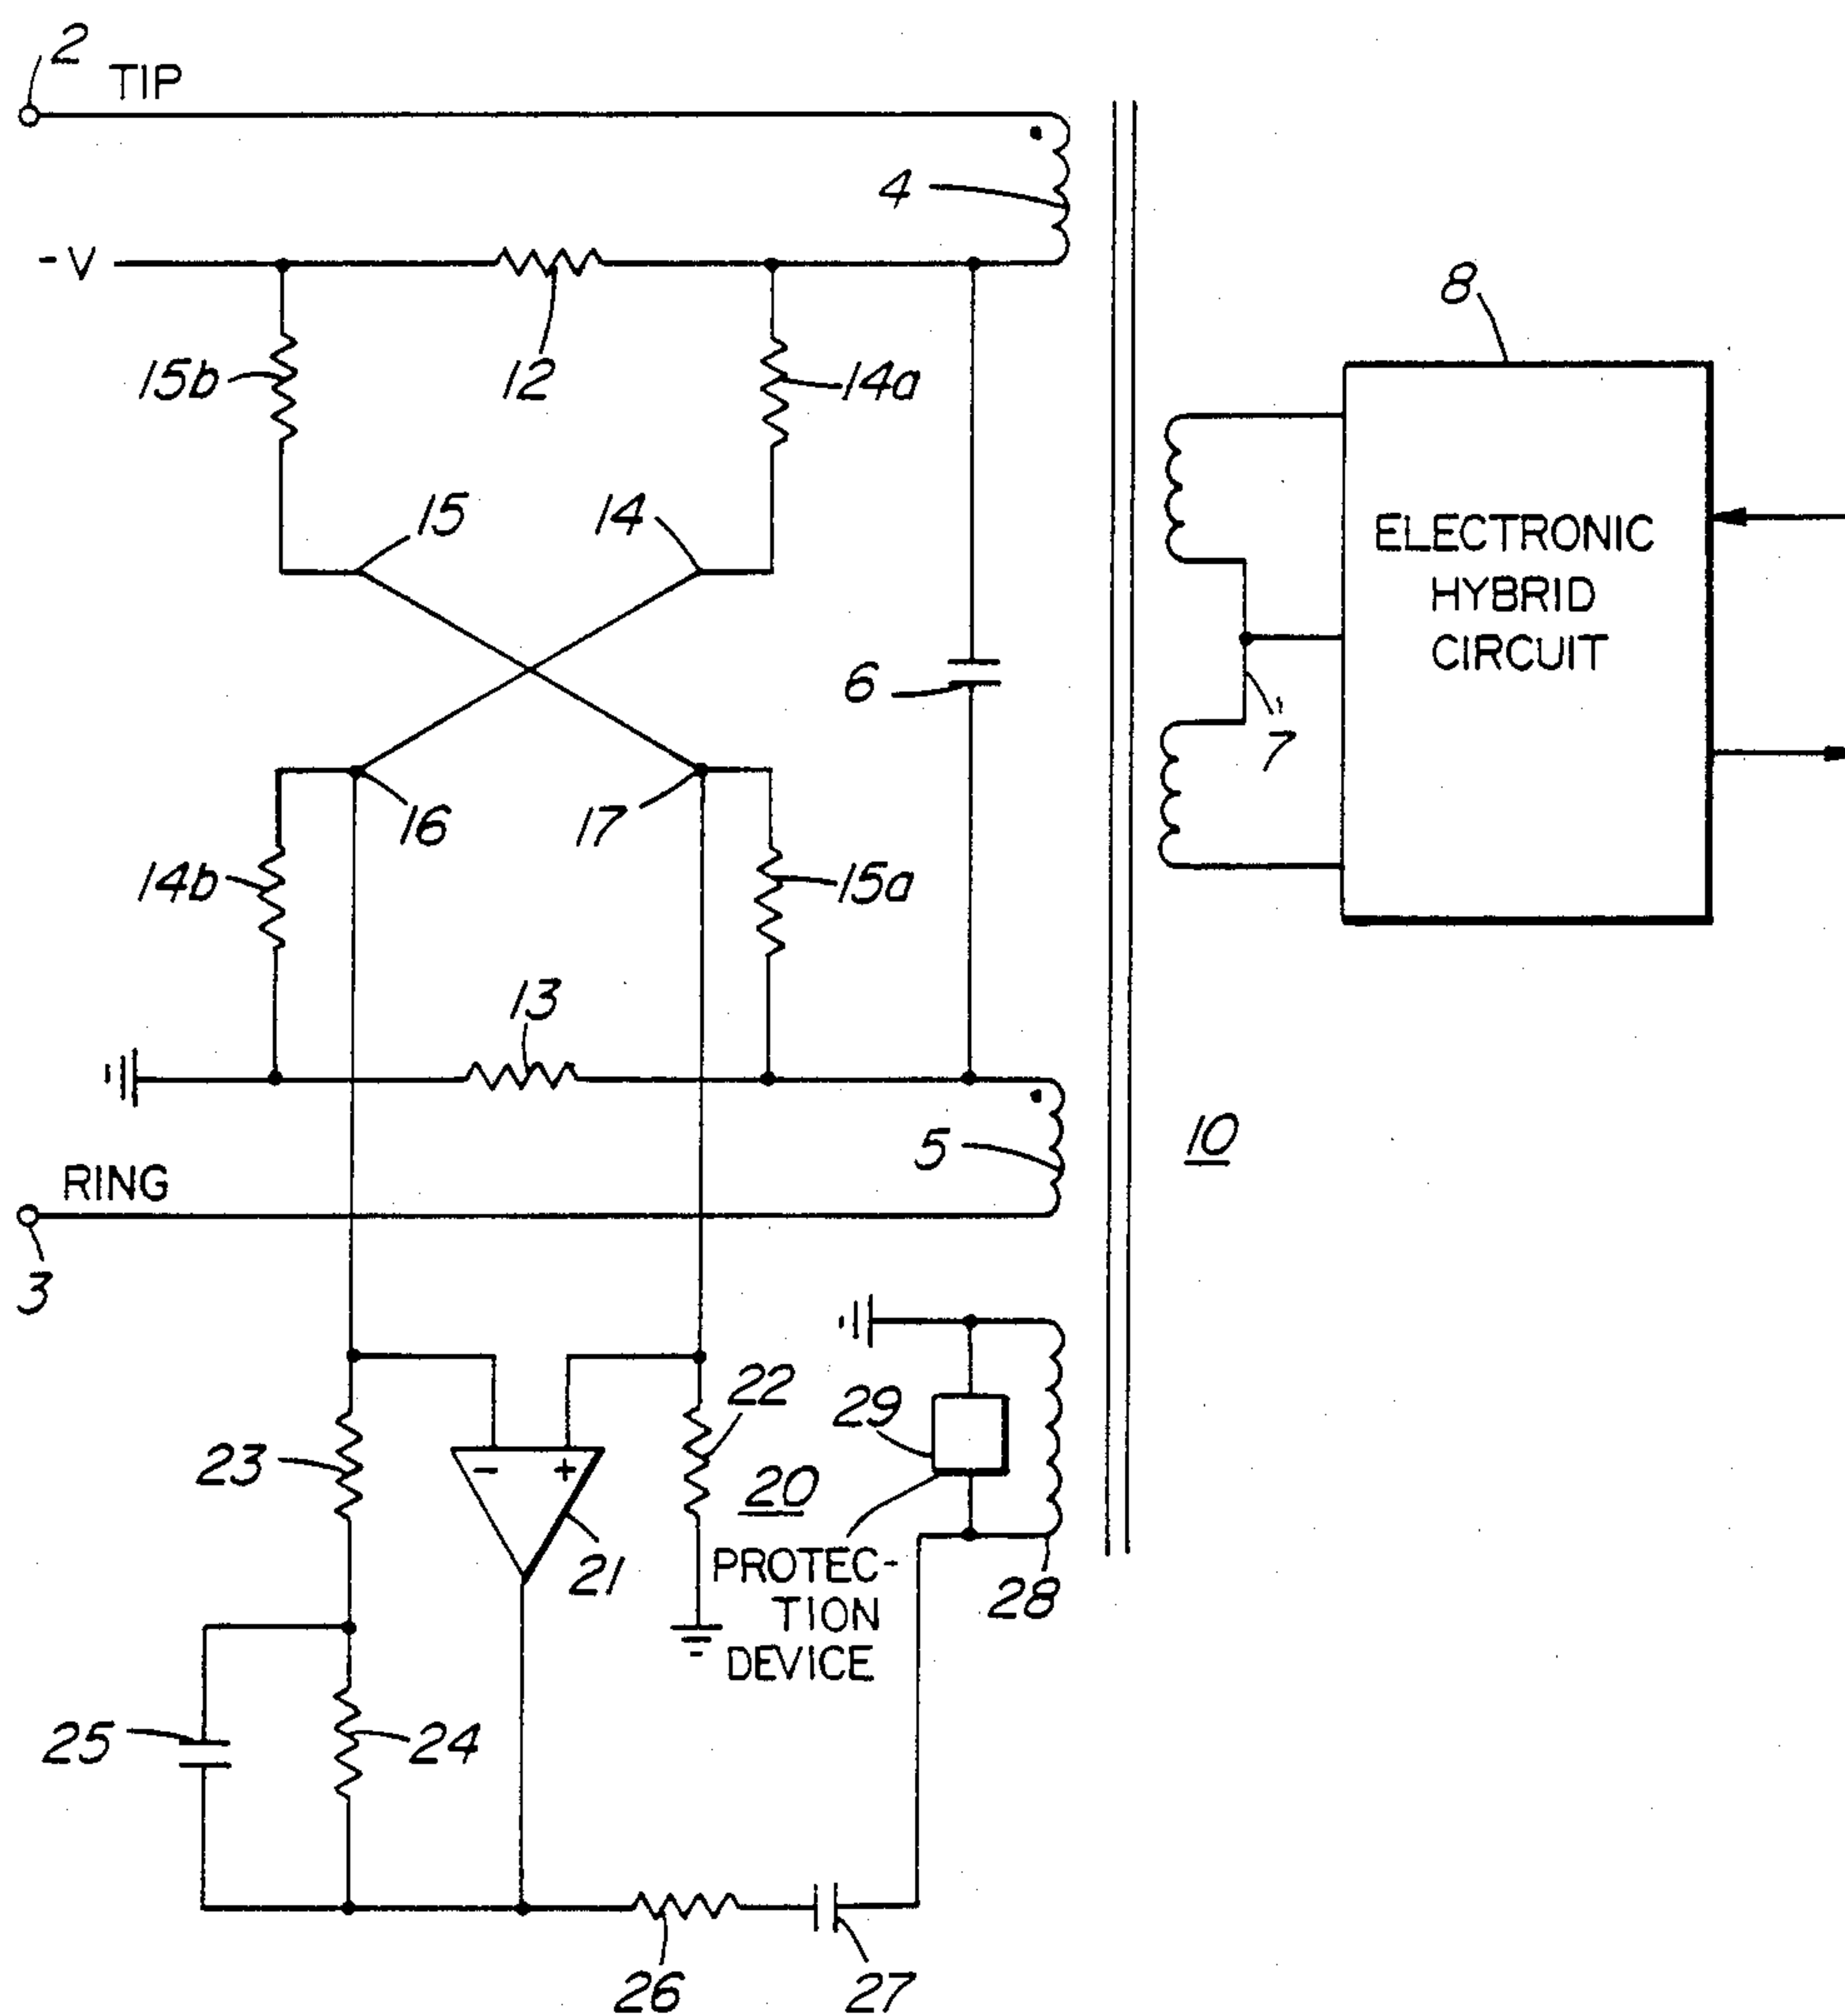 2
TIP
4
-V
8
15b
12
14a
15
14
ELECTRONIC
HYBRID
CIRCUIT
6
7
16
17
14b
15a
13
10
5
RING
3
22
29
23
- +
20
21
PROTEC-
TION
DEVICE
28
25
24
26
27